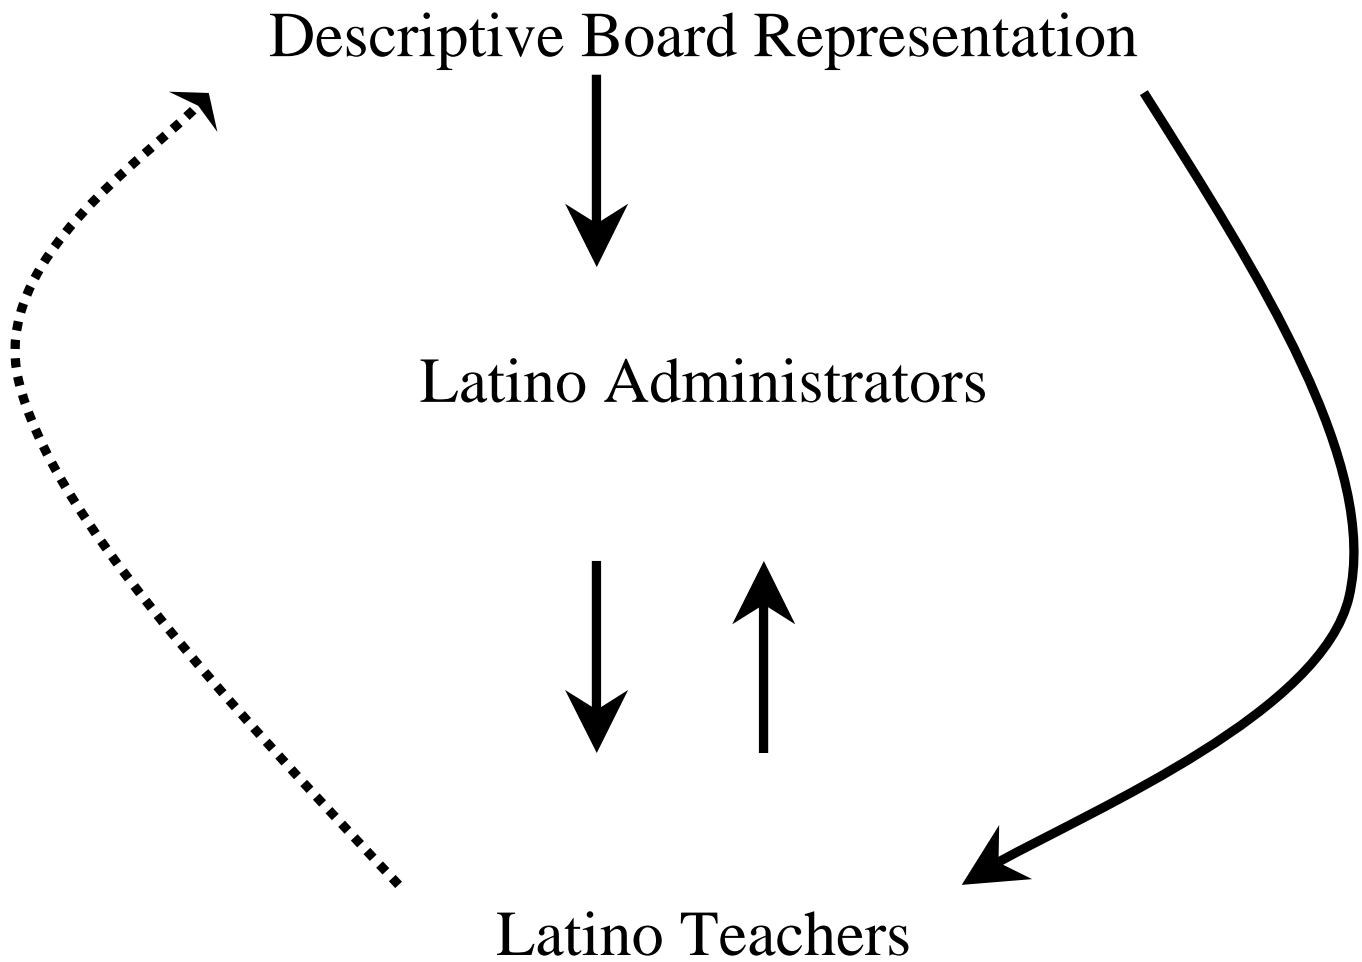 Descriptive Board Representation
Latino Administrators
Latino Teachers